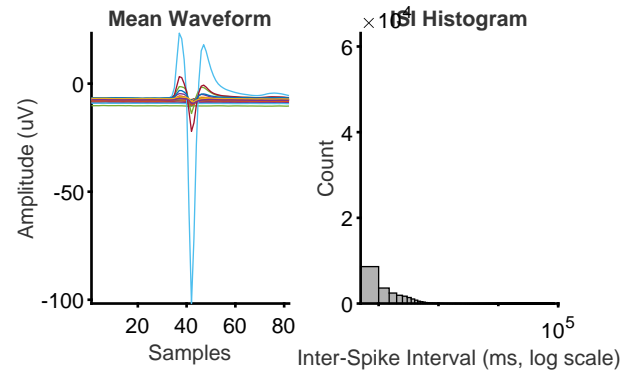 Mean Waveform
0
-50
-100
20
40
60
80
Amplitude (uV)
Samples
ISI Histogram
×10⁴
6
4
2
0
10⁵
Count
Inter-Spike Interval (ms, log scale)